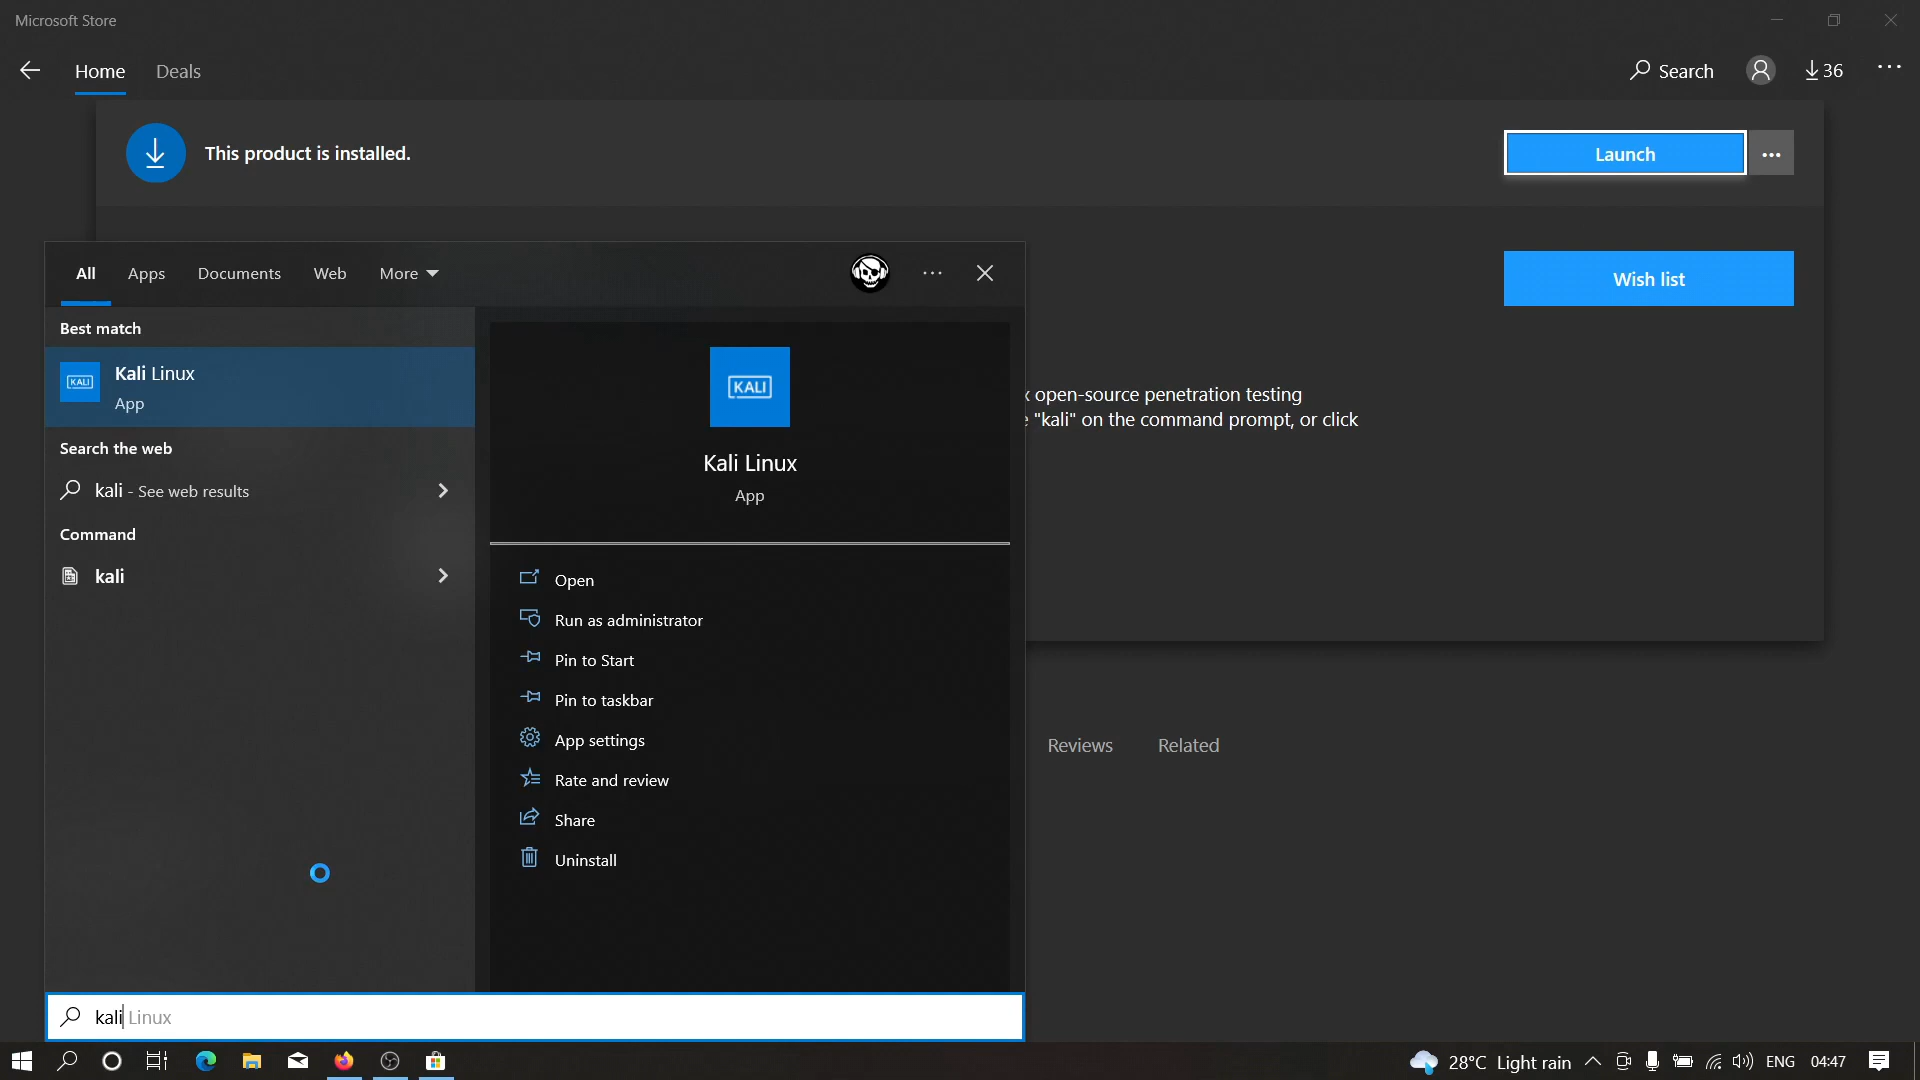 Microsoft Store
Home
Deals
Search
36
This product is installed.
Launch
Wish list
All
Apps
Documents
Web
More
Best match
KALI
Kali Linux
App
Search the web
kali - See web results
Command
kali
KALI
Kali Linux
App
Open
Run as administrator
Pin to Start
Pin to taskbar
App settings
Rate and review
Share
Uninstall
open-source penetration testing
"kali" on the command prompt, or click
Reviews
Related
kali Linux
28°C Light rain
ENG
04:47